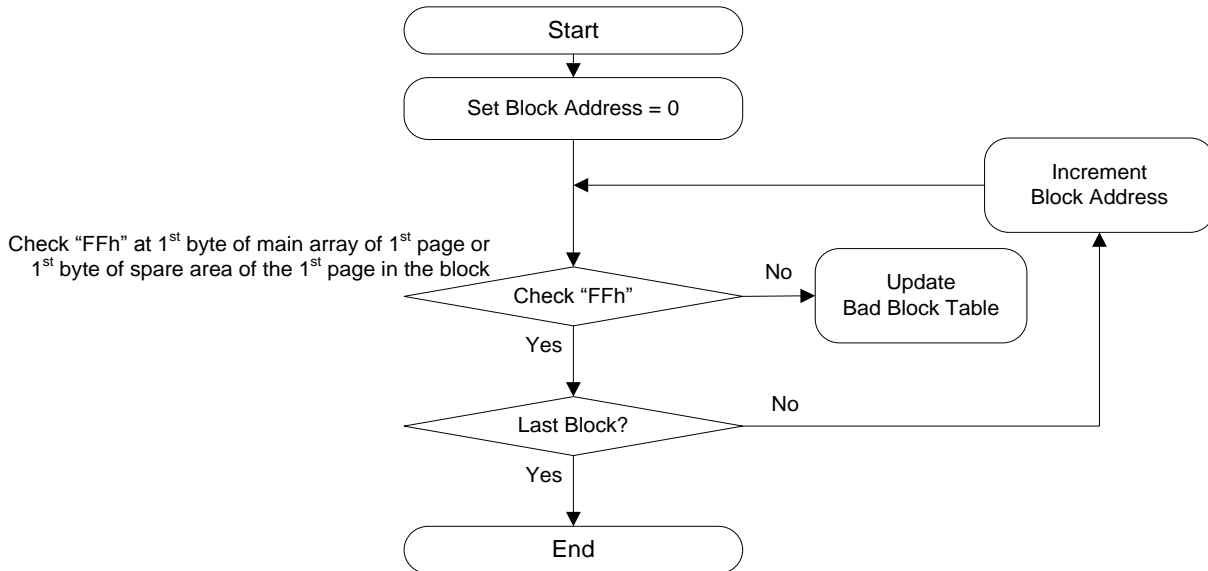 Start
Set Block Address = 0
Increment
Block Address
Check “FFh” at 1st byte of main array of 1st page or
1st byte of spare area of the 1st page in the block
Check “FFh”
No
Update
Bad Block Table
Yes
Last Block?
No
Yes
End